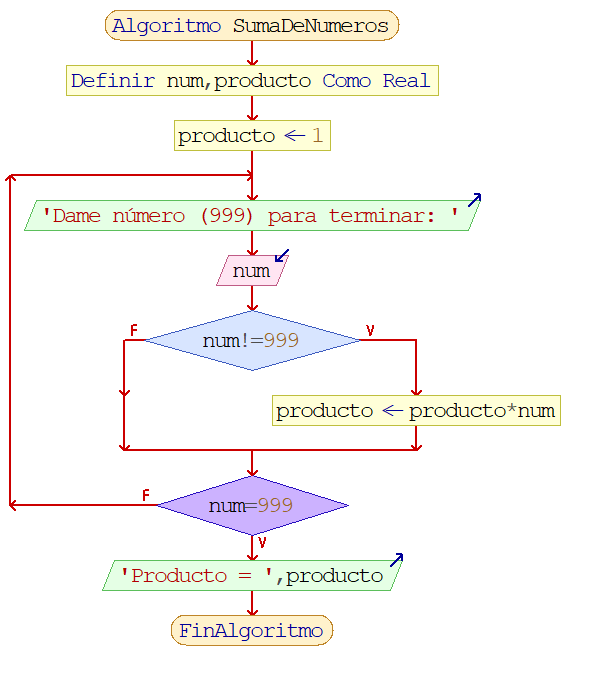 Algoritmo SumaDeNumeros
Definir num,producto Como Real
producto ← 1
'Dame número (999) para terminar: '
num
F
num!=999
V
producto ← producto*num
F
num=999
V
'Producto = ',producto
FinAlgoritmo